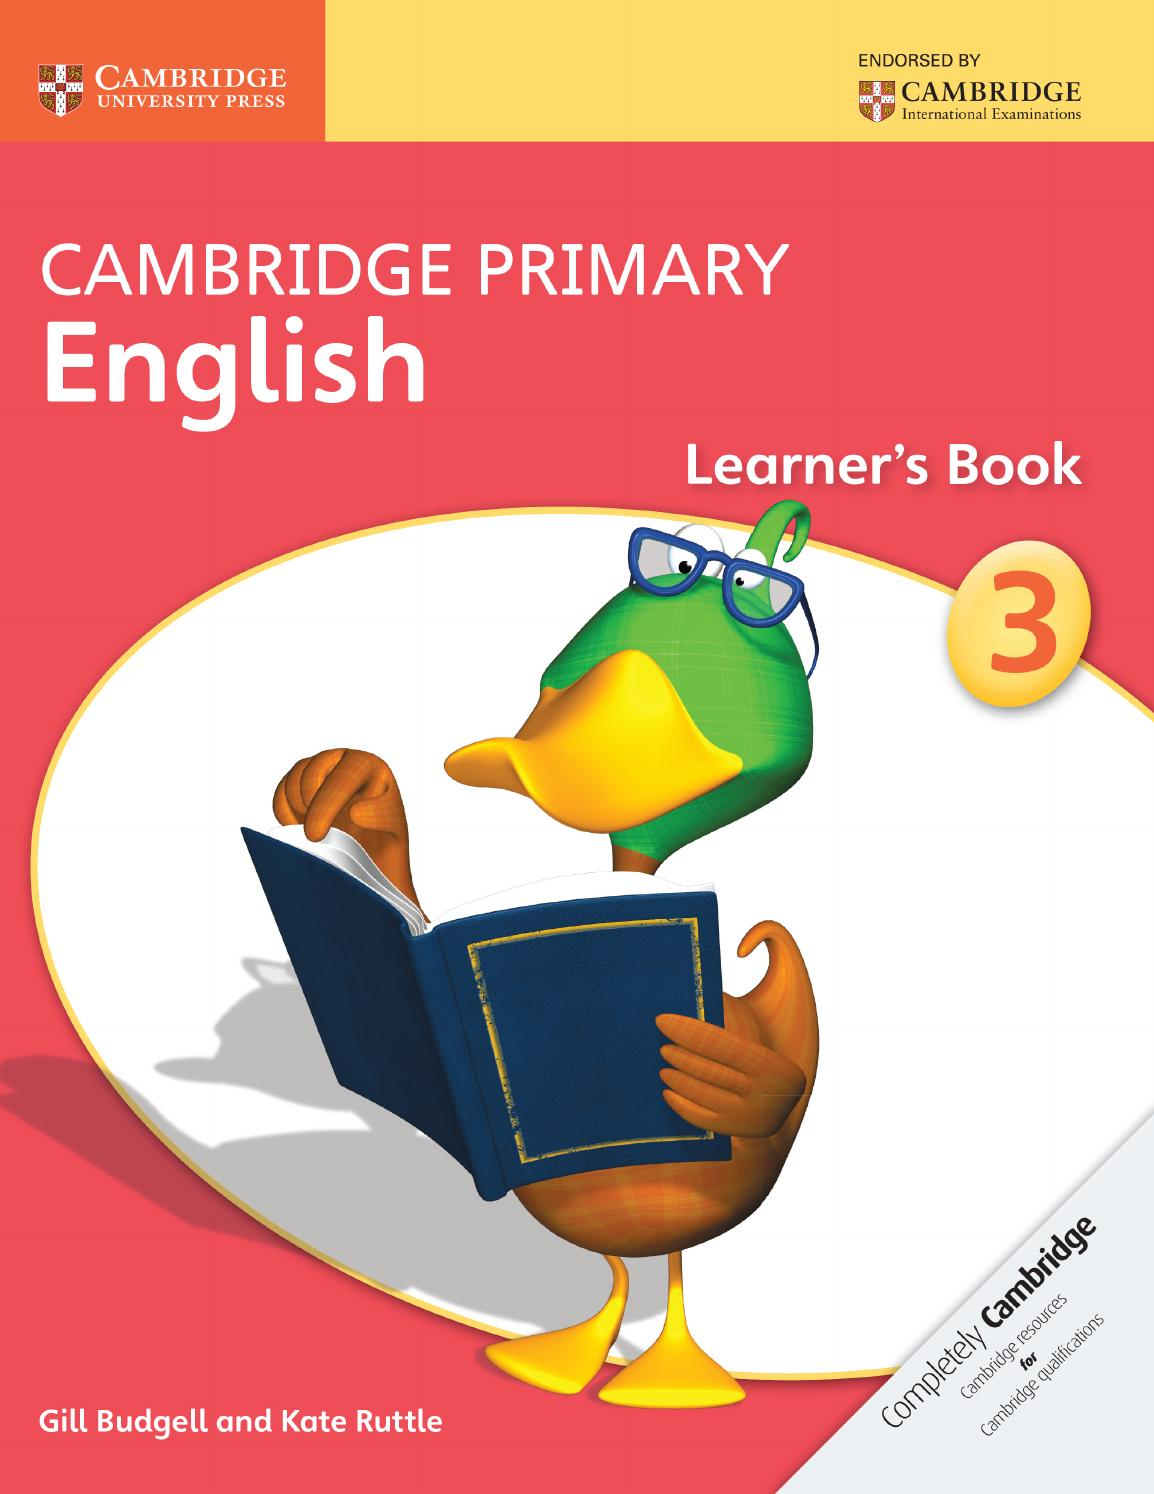 CAMBRIDGE
UNIVERSITY PRESS
ENDORSED BY
CAMBRIDGE
International Examinations
CAMBRIDGE PRIMARY
English
Learner's Book
3
Completely Cambridge
Cambridge resources
for
Cambridge qualifications
Gill Budgell and Kate Ruttle